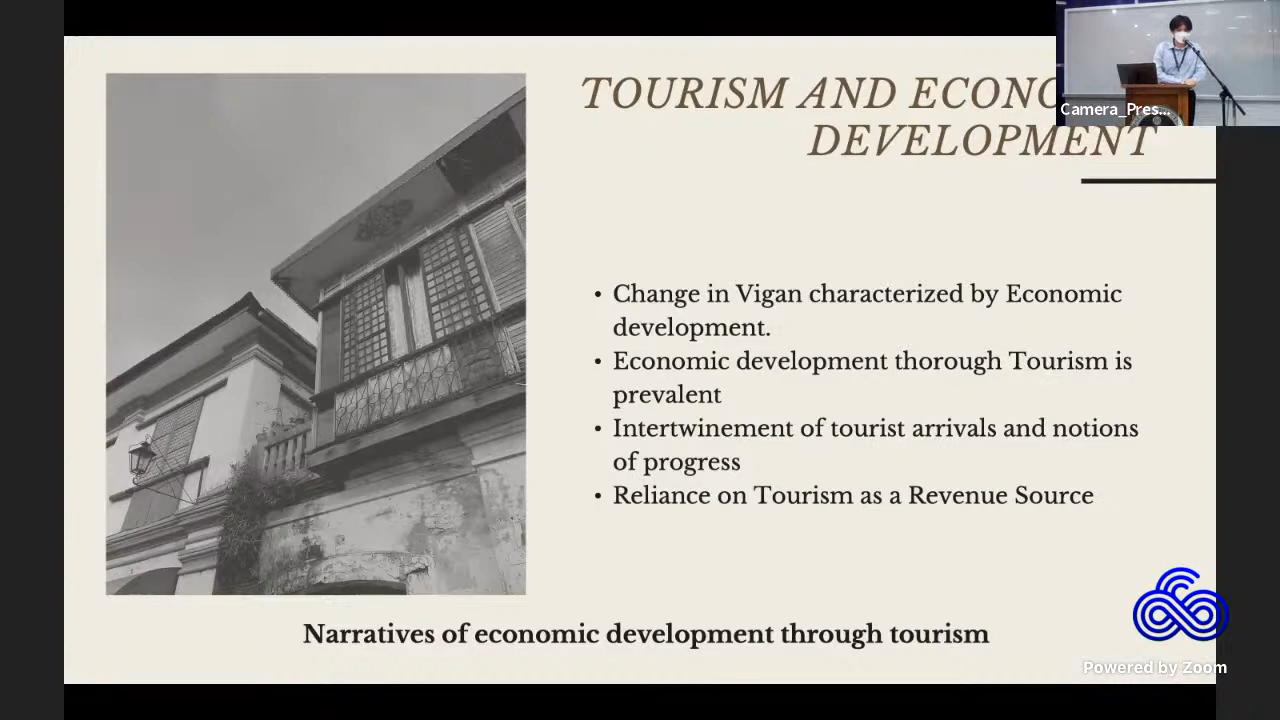 TOURISM AND ECONO
DEVELOPMENT
Camera_Pres...
• Change in Vigan characterized by Economic
development.
• Economic development thorough Tourism is
prevalent
• Intertwinement of tourist arrivals and notions
of progress
• Reliance on Tourism as a Revenue Source
Narratives of economic development through tourism
Powered by Zoom